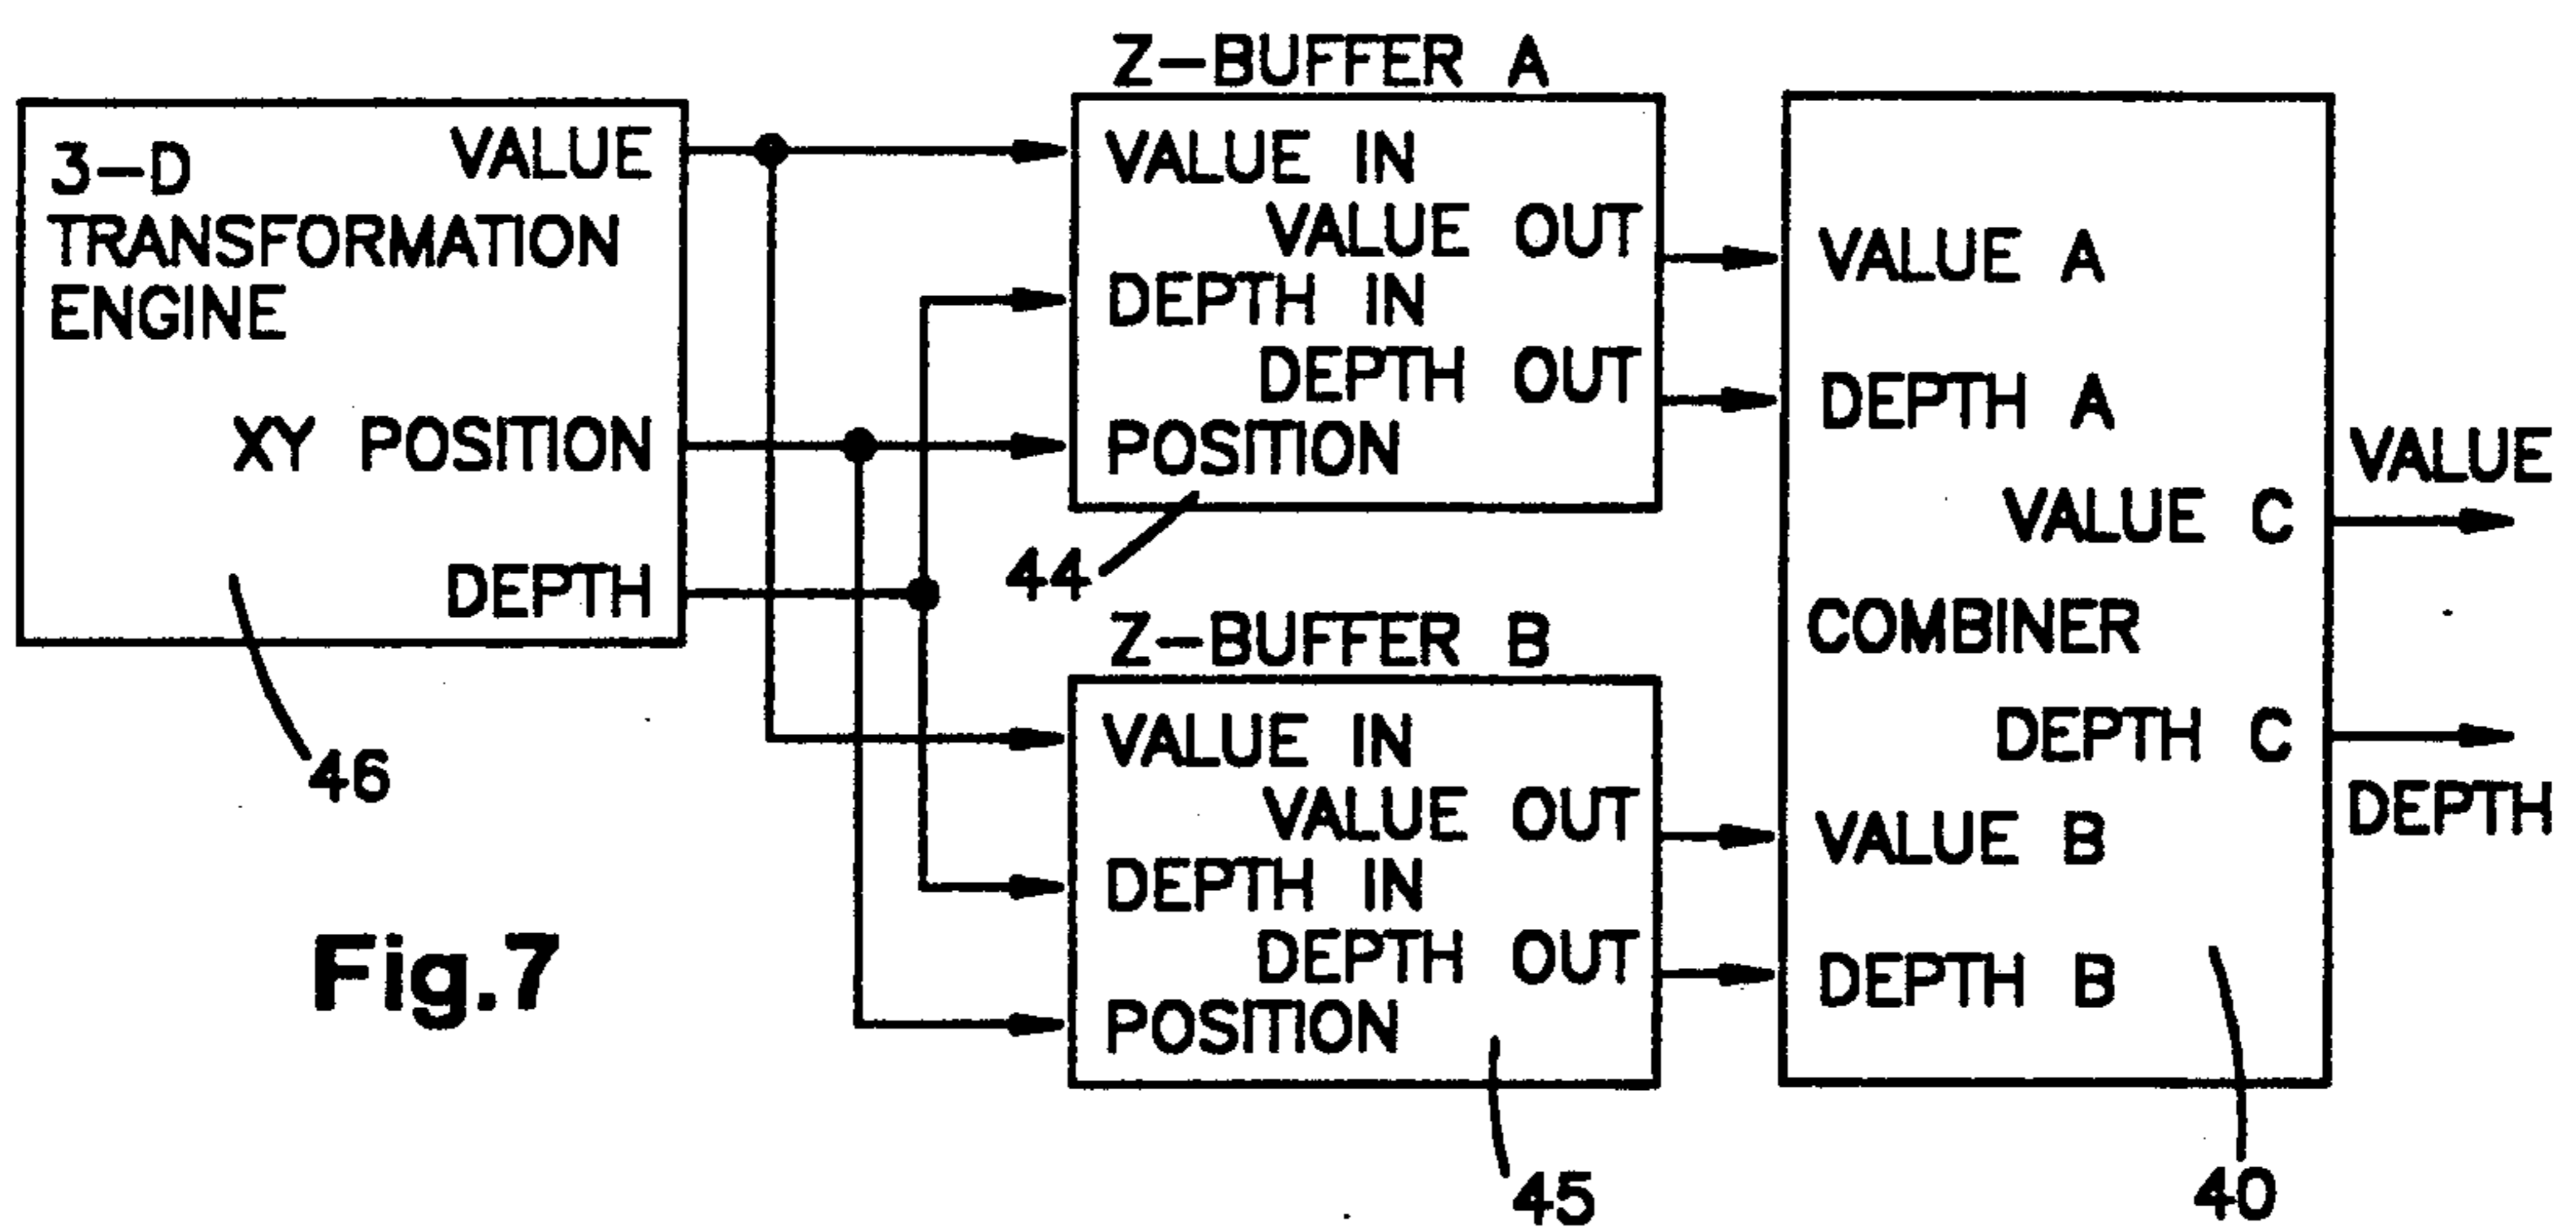 3-D
TRANSFORMATION
ENGINE
VALUE
XY POSITION
DEPTH
46
Z-BUFFER A
VALUE IN
VALUE OUT
DEPTH IN
DEPTH OUT
POSITION
44
Z-BUFFER B
VALUE IN
VALUE OUT
DEPTH IN
DEPTH OUT
POSITION
45
VALUE A
DEPTH A
VALUE C
COMBINER
DEPTH C
VALUE B
DEPTH B
40
VALUE
DEPTH
Fig.7